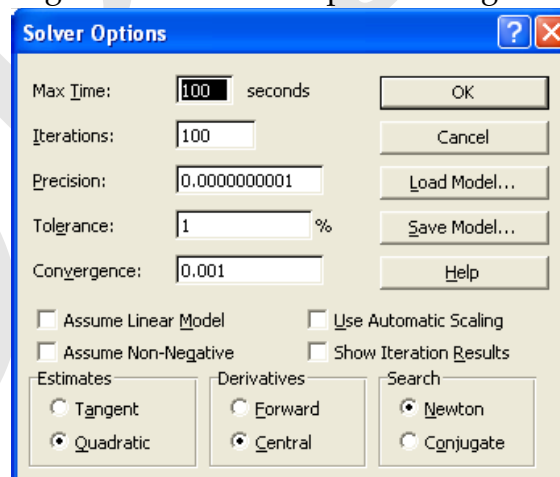 Solver Options
Max Time: 100 seconds OK
Iterations: 100 Cancel
Precision: 0.0000000001 Load Model...
Tolerance: 1 % Save Model...
Convergence: 0.001 Help
Assume Linear Model Use Automatic Scaling
Assume Non-Negative Show Iteration Results
Estimates Derivatives Search
Tangent Forward Newton
Quadratic Central Conjugate